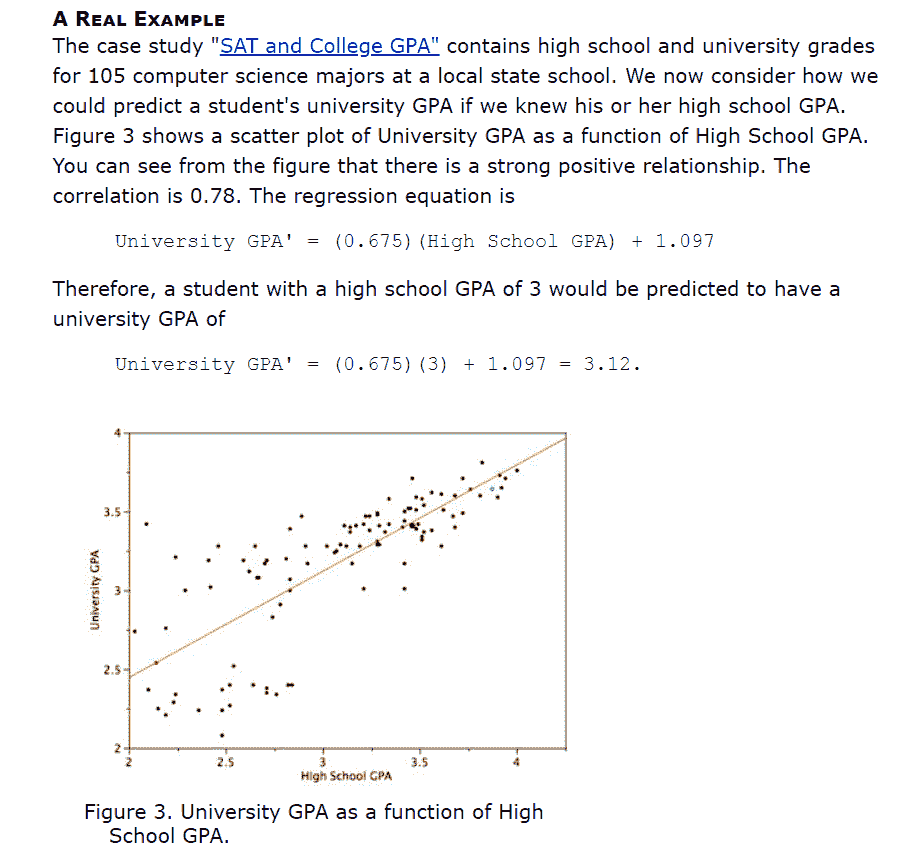 A REAL EXAMPLE
The case study "SAT and College GPA" contains high school and university grades
for 105 computer science majors at a local state school. We now consider how we
could predict a student's university GPA if we knew his or her high school GPA.
Figure 3 shows a scatter plot of University GPA as a function of High School GPA.
You can see from the figure that there is a strong positive relationship. The
correlation is 0.78. The regression equation is
University GPA' = (0.675)(High School GPA) + 1.097
Therefore, a student with a high school GPA of 3 would be predicted to have a
university GPA of
University GPA' = (0.675)(3) + 1.097 = 3.12.
4
3.5
3
2.5
2
University GPA
2 2.5 3 3.5 4
High School GPA
Figure 3. University GPA as a function of High
School GPA.